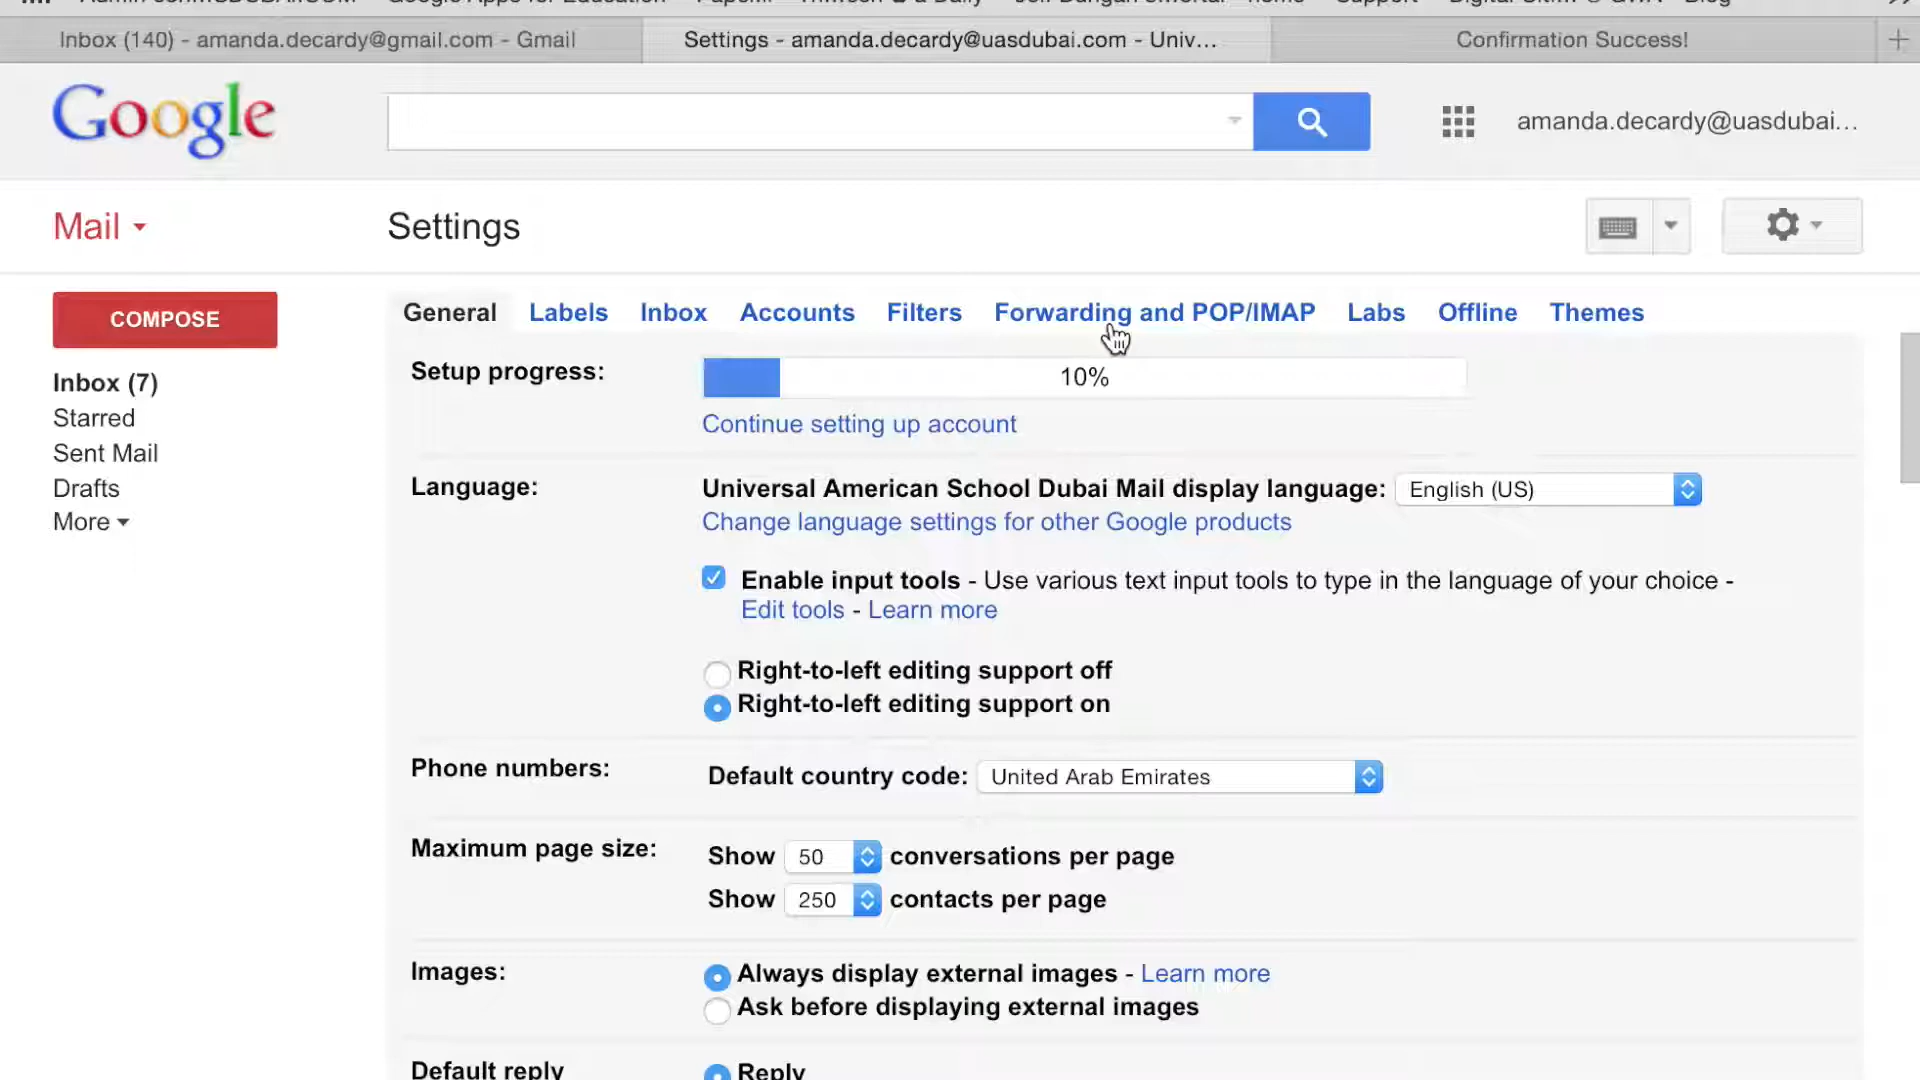 Inbox (140) - amanda.decardy@gmail.com - Gmail
Settings - amanda.decardy@uasdubai.com - Univ...
Confirmation Success!
Google
amanda.decardy@uasdubai...
Mail
Settings
COMPOSE
General Labels Inbox Accounts Filters Forwarding and POP/IMAP Labs Offline Themes
Inbox (7)
Starred
Sent Mail
Drafts
More
Setup progress:
10%
Continue setting up account
Language:
Universal American School Dubai Mail display language: English (US)
Change language settings for other Google products
Enable input tools - Use various text input tools to type in the language of your choice -
Edit tools - Learn more
Right-to-left editing support off
Right-to-left editing support on
Phone numbers:
Default country code: United Arab Emirates
Maximum page size:
Show 50 conversations per page
Show 250 contacts per page
Images:
Always display external images - Learn more
Ask before displaying external images
Default reply
Reply